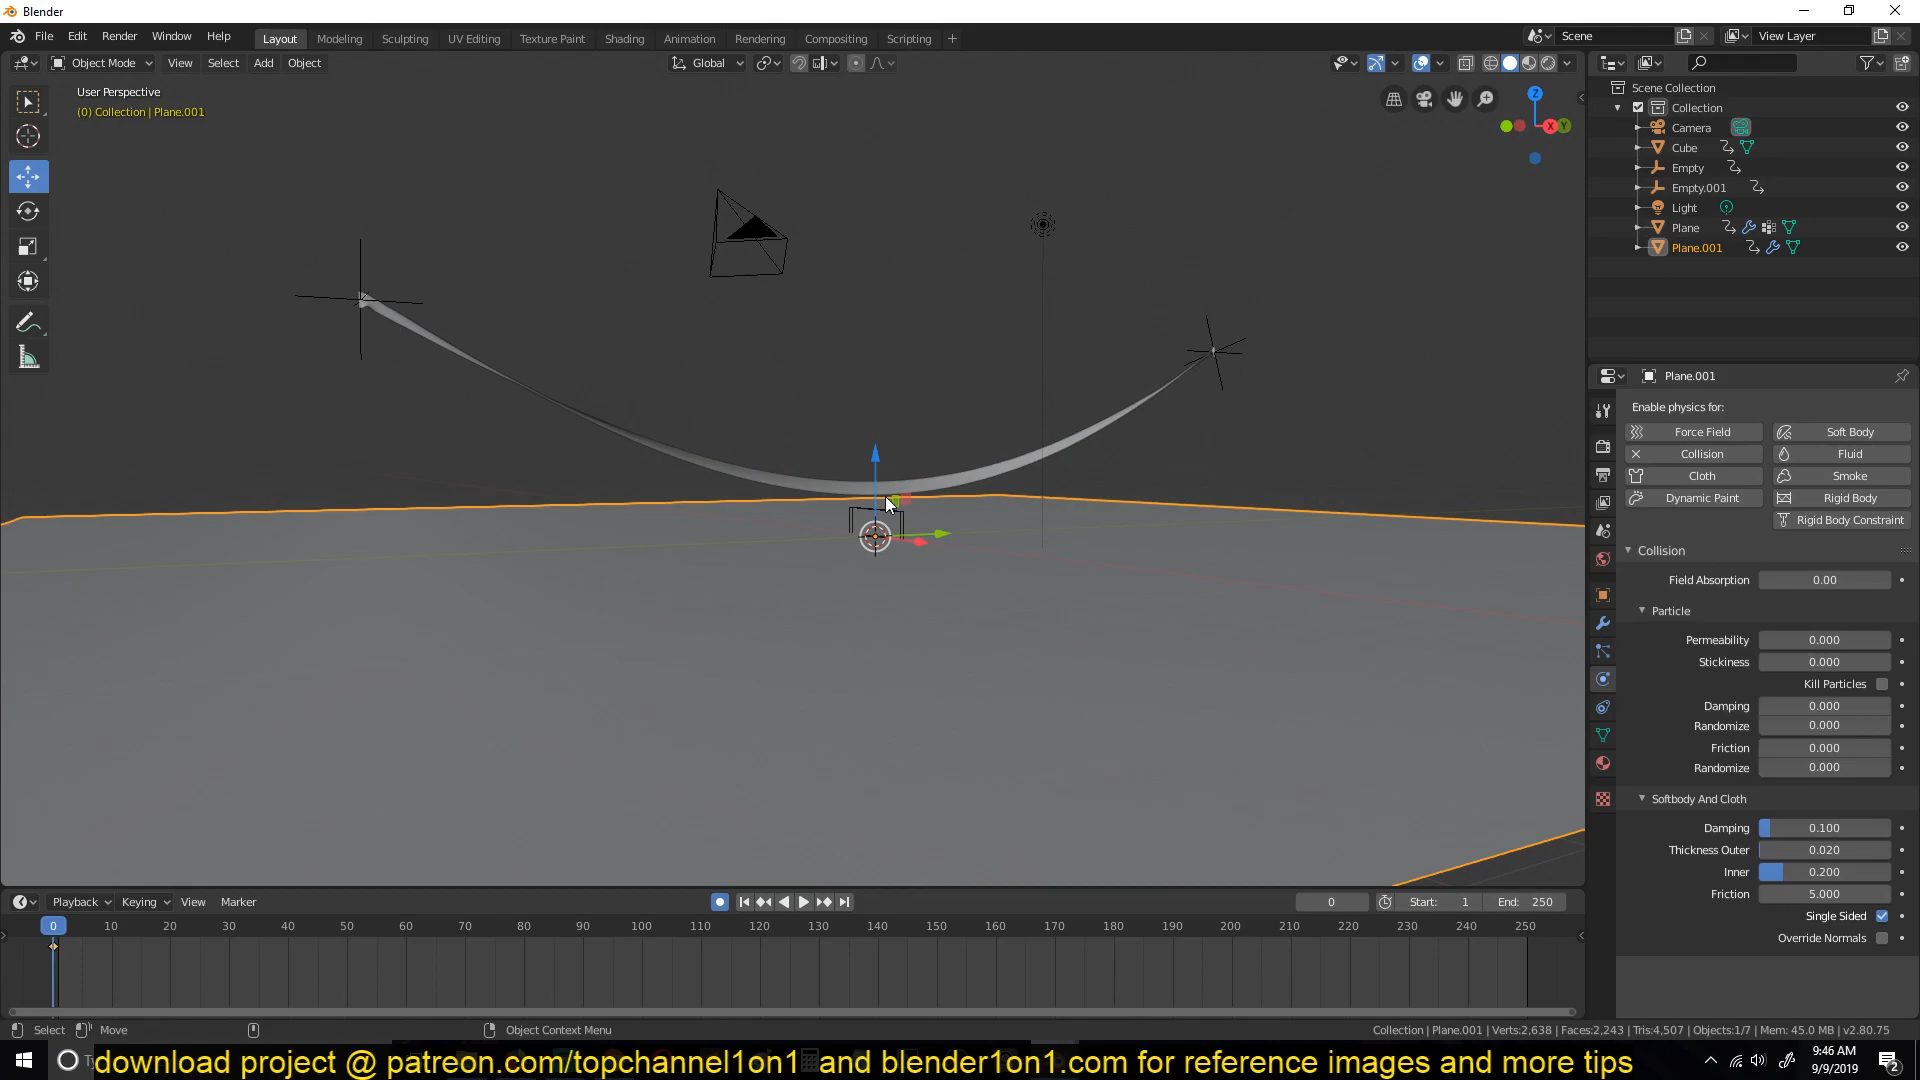 Blender
File Edit Render Window Help
Layout Modeling Sculpting UV Editing Texture Paint Shading Animation Rendering Compositing Scripting +
Scene View Layer
Object Mode View Select Add Object Global
User Perspective
(0) Collection | Plane.001
Z
X Y
Scene Collection
Collection
Camera
Cube
Empty
Empty.001
Light
Plane
Plane.001
Plane.001
Enable physics for:
Force Field Soft Body
Collision Fluid
Cloth Smoke
Dynamic Paint Rigid Body
Rigid Body Constraint
Collision
Field Absorption 0.00
Particle
Permeability 0.000
Stickiness 0.000
Kill Particles
Damping 0.000
Randomize 0.000
Friction 0.000
Randomize 0.000
Softbody And Cloth
Damping 0.100
Thickness Outer 0.020
Inner 0.200
Friction 5.000
Single Sided
Override Normals
Playback Keying View Marker 0 Start: 1 End: 250
0 10 20 30 40 50 60 70 80 90 100 110 120 130 140 150 160 170 180 190 200 210 220 230 240 250
Select Move Object Context Menu Collection | Plane.001 | Verts:2,638 | Faces:2,243 | Tris:4,507 | Objects:1/7 | Mem: 45.0 MB | v2.80.75
download project @ patreon.com/topchannel1on1 and blender1on1.com for reference images and more tips
9:46 AM
9/9/2019
2